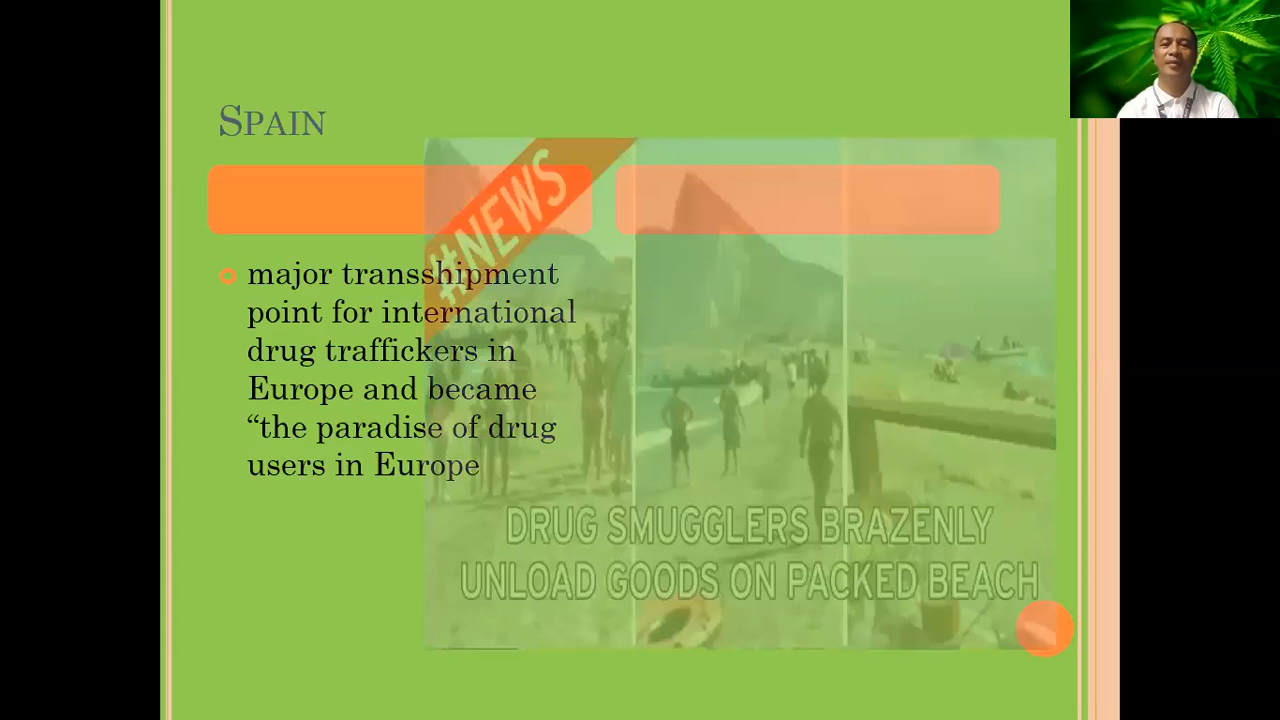 Spain
#NEWS
major transshipment
point for international
drug traffickers in
Europe and became
“the paradise of drug
users in Europe
DRUG SMUGGLERS BRAZENLY
UNLOAD GOODS ON PACKED BEACH